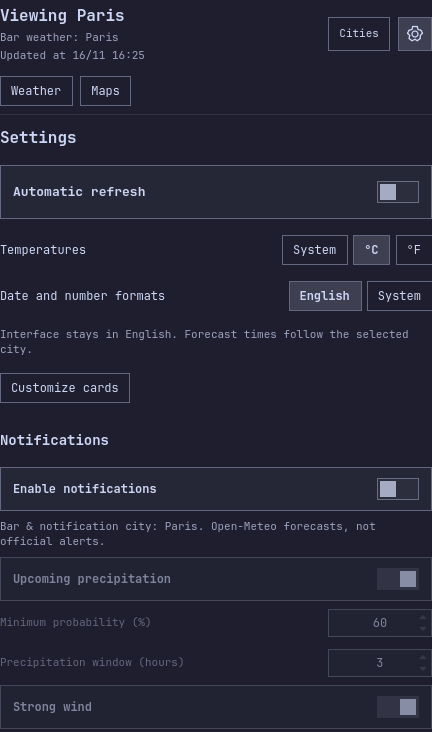 Viewing Paris
Bar weather: Paris
Updated at 16/11 16:25
Cities
Weather
Maps
Settings
Automatic refresh
Temperatures
System
°C
°F
Date and number formats
English
System
Interface stays in English. Forecast times follow the selected
city.
Customize cards
Notifications
Enable notifications
Bar & notification city: Paris. Open-Meteo forecasts, not
official alerts.
Upcoming precipitation
Minimum probability (%)
60
Precipitation window (hours)
3
Strong wind